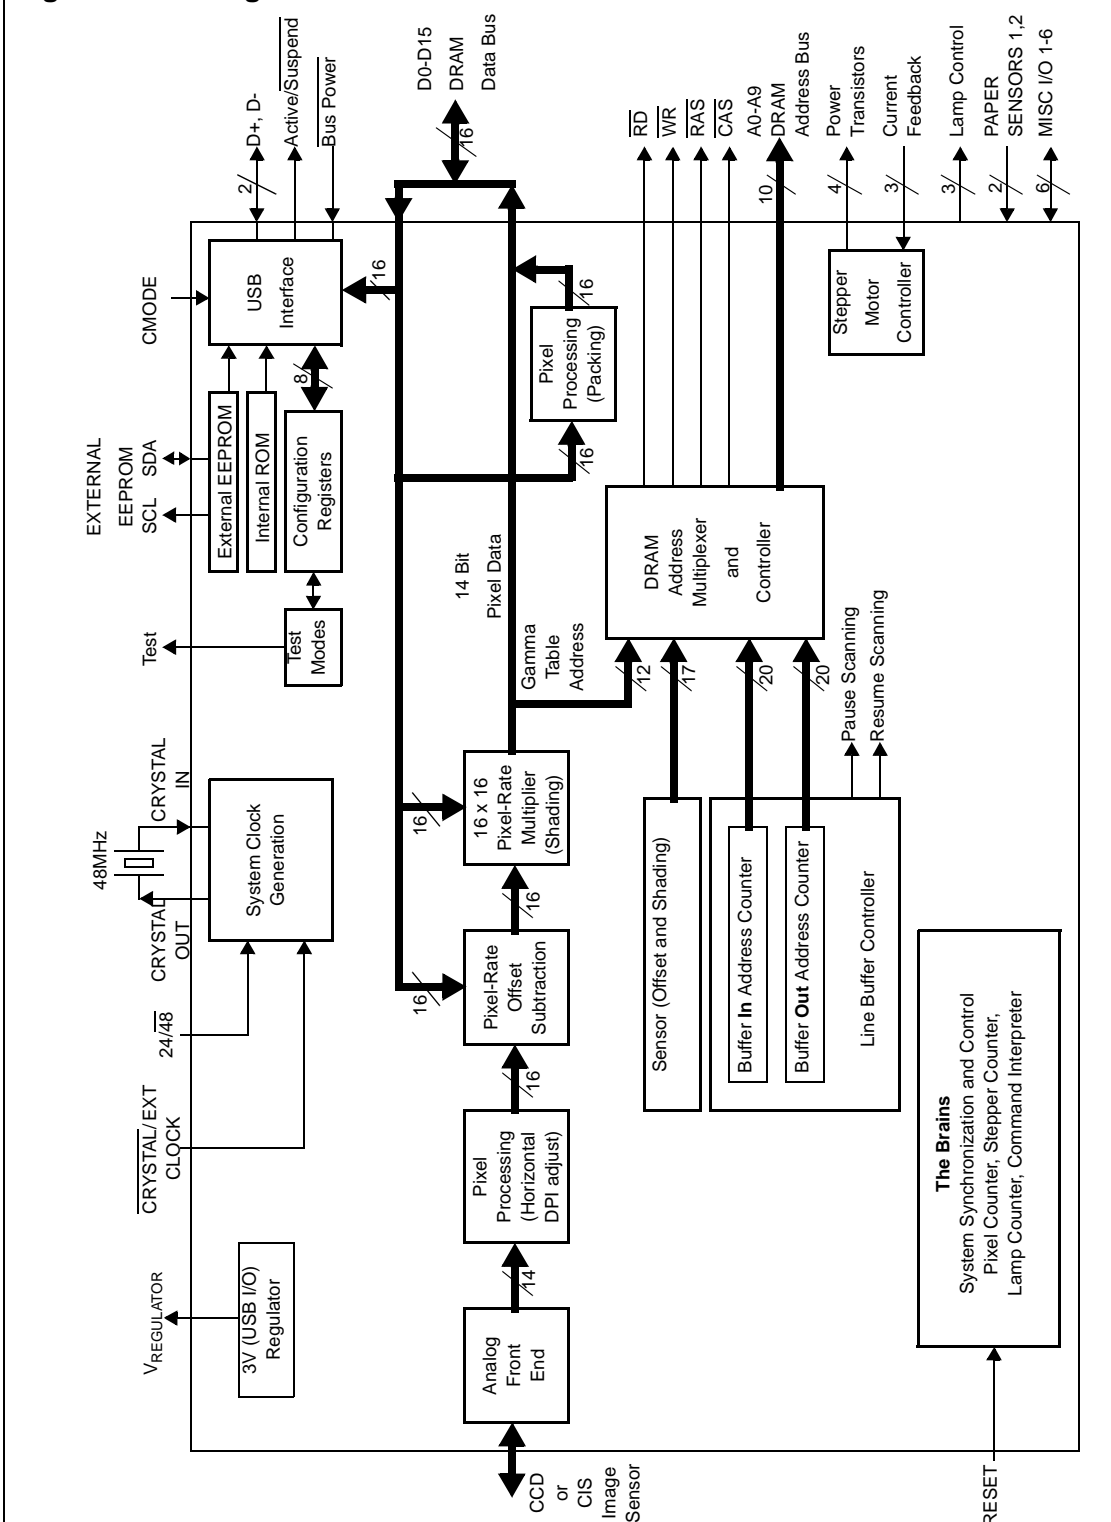 D+, D-
Active/Suspend
Bus Power
2
D0-D15
DRAM
Data Bus
16
RD
WR
RAS
CAS
A0-A9
DRAM
Address Bus
10
Power
Transistors
4
Current
Feedback
3
Lamp Control
3
PAPER
SENSORS 1,2
2
MISC I/O 1-6
6
CMODE
USB
Interface
16
8
EXTERNAL
EEPROM
SCL
SDA
External EEPROM
Internal ROM
Configuration
Registers
Test
Test
Modes
Pixel
Processing
(Packing)
16
16
Stepper
Motor
Controller
14 Bit
Pixel Data
Gamma
Table
Address
DRAM
Address
Multiplexer
and
Controller
12
17
20
20
Pause Scanning
Resume Scanning
48MHz
CRYSTAL
IN
CRYSTAL
OUT
System Clock
Generation
24/48
CRYSTAL/EXT
CLOCK
VREGULATOR
3V (USB I/O)
Regulator
16 x 16
Pixel-Rate
Multiplier
(Shading)
16
16
Pixel-Rate
Offset
Subtraction
16
16
Pixel
Processing
(Horizontal
DPI adjust)
14
Analog
Front
End
CCD
or
CIS
Image
Sensor
Sensor (Offset and Shading)
Buffer In Address Counter
Buffer Out Address Counter
Line Buffer Controller
The Brains
System Synchronization and Control
Pixel Counter, Stepper Counter,
Lamp Counter, Command Interpreter
RESET